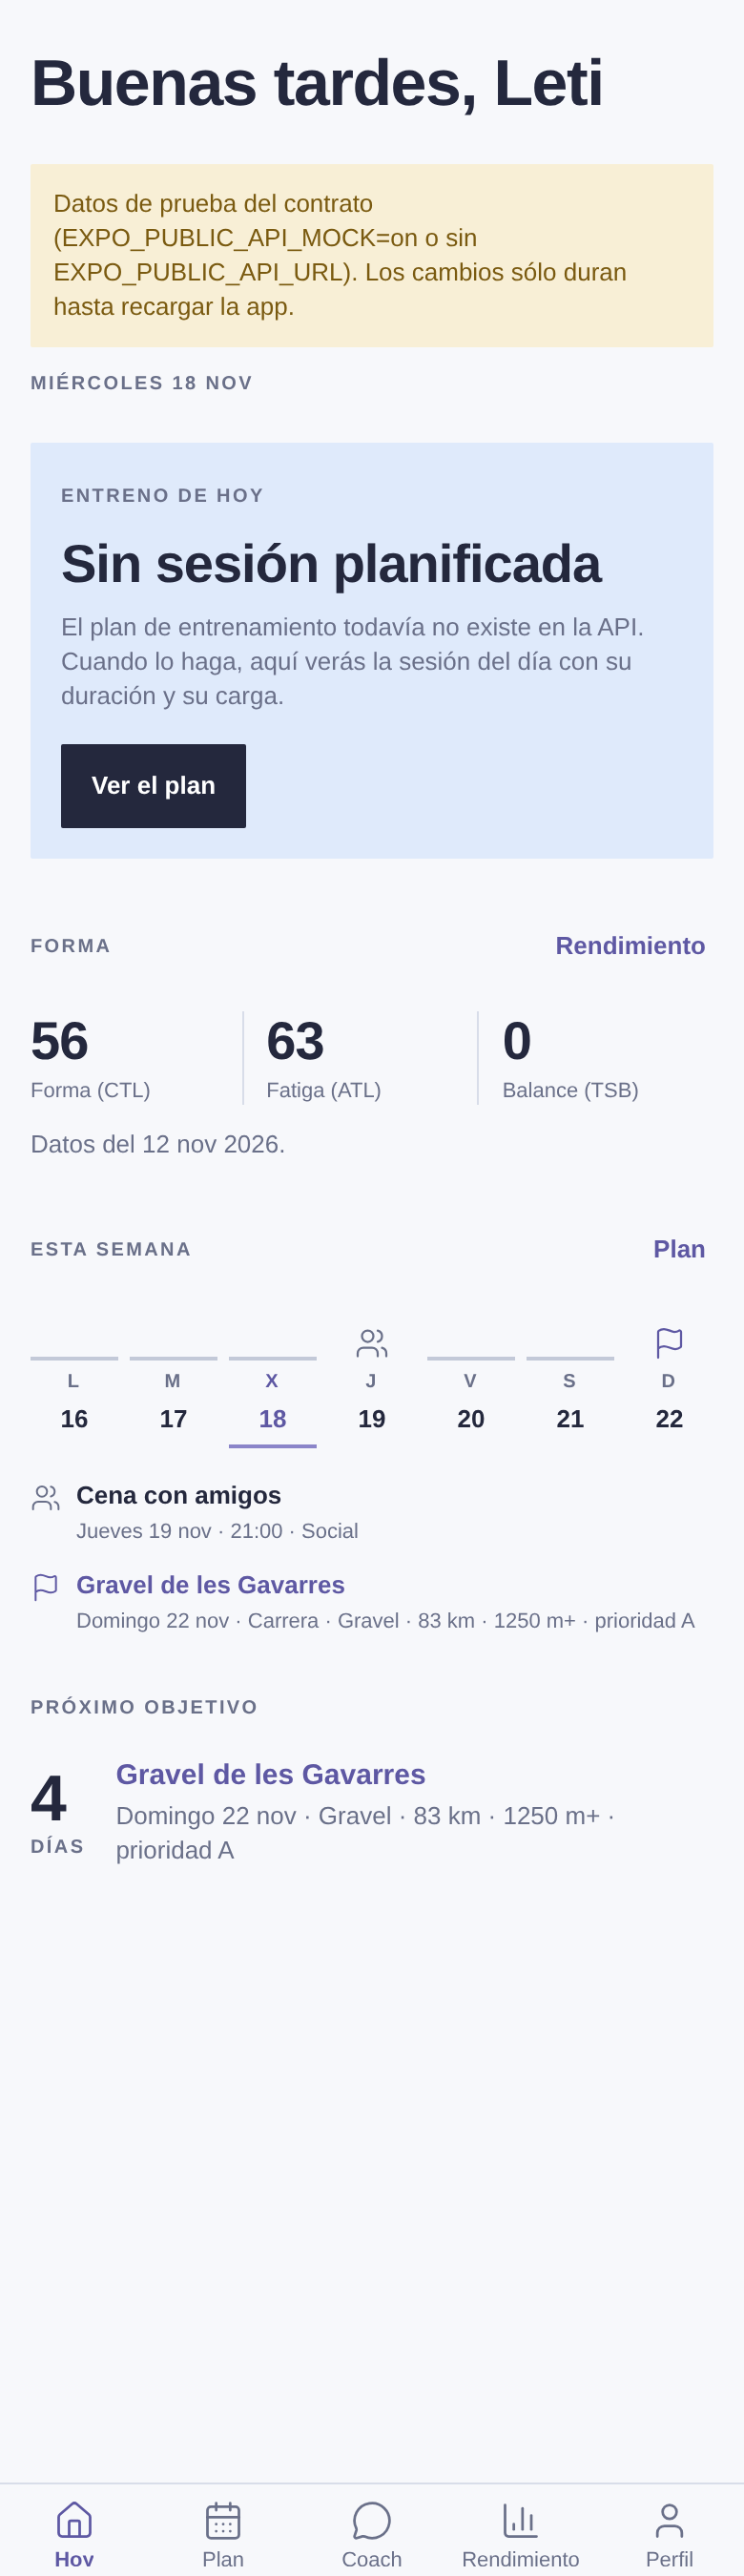 Buenas tardes, Leti
Datos de prueba del contrato
(EXPO_PUBLIC_API_MOCK=on o sin
EXPO_PUBLIC_API_URL). Los cambios sólo duran
hasta recargar la app.
MIÉRCOLES 18 NOV
ENTRENO DE HOY
Sin sesión planificada
El plan de entrenamiento todavía no existe en la API.
Cuando lo haga, aquí verás la sesión del día con su
duración y su carga.
Ver el plan
FORMA Rendimiento
56 63 0
Forma (CTL) Fatiga (ATL) Balance (TSB)
Datos del 12 nov 2026.
ESTA SEMANA Plan
L M X J V S D
16 17 18 19 20 21 22
Cena con amigos
Jueves 19 nov · 21:00 · Social
Gravel de les Gavarres
Domingo 22 nov · Carrera · Gravel · 83 km · 1250 m+ · prioridad A
PRÓXIMO OBJETIVO
4
DÍAS
Gravel de les Gavarres
Domingo 22 nov · Gravel · 83 km · 1250 m+ ·
prioridad A
Hoy Plan Coach Rendimiento Perfil